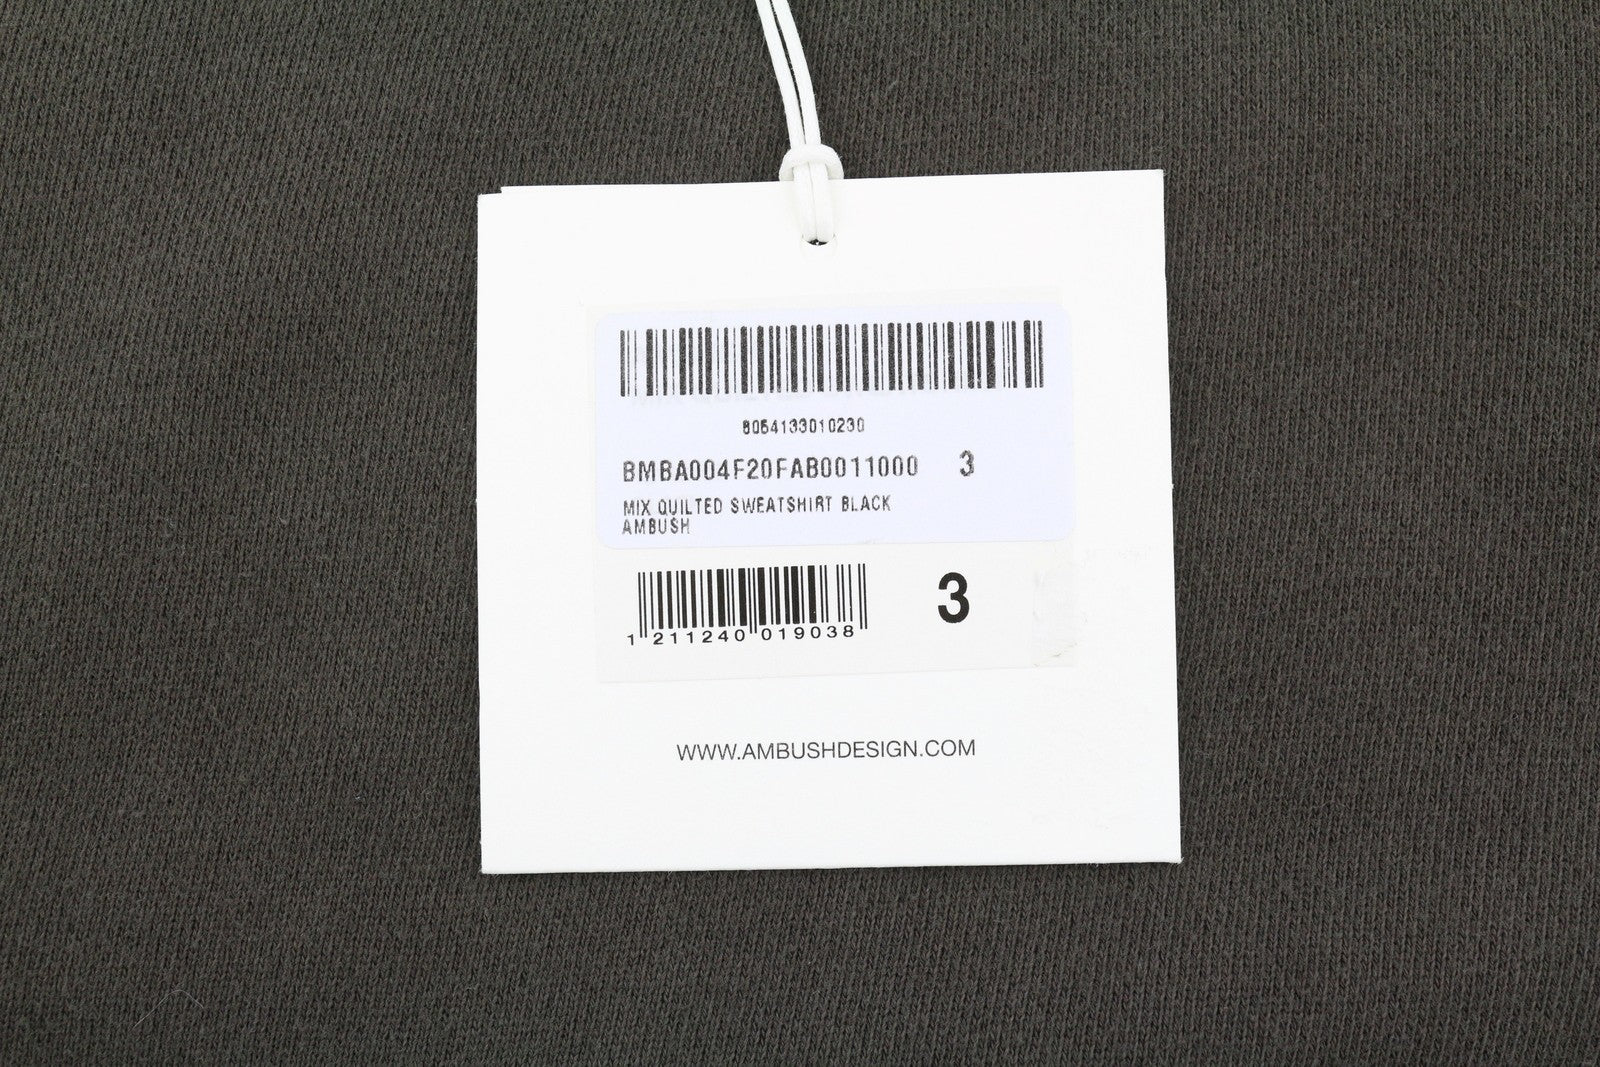 8054133010230
BMBA004F20FAB0011000 3
MIX QUILTED SWEATSHIRT BLACK
AMBUSH
3
1 211240 019038
WWW.AMBUSHDESIGN.COM